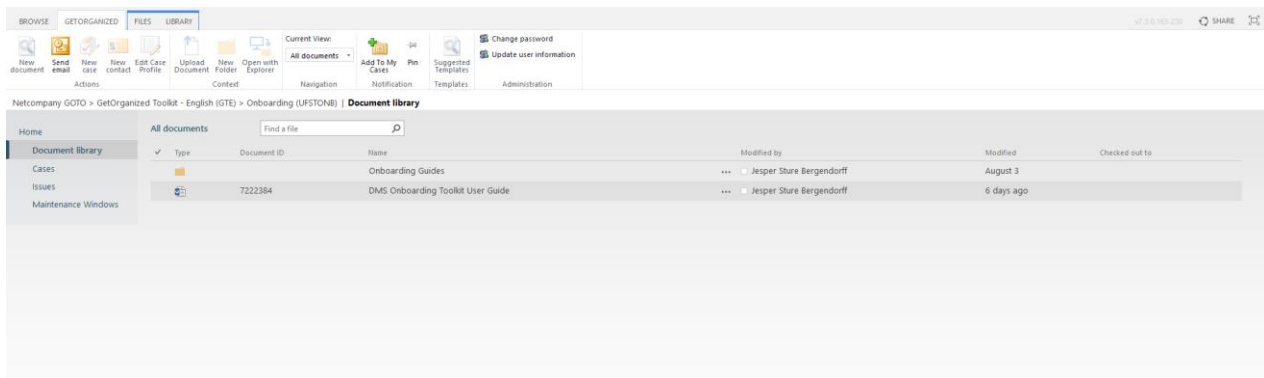 BROWSE GETORGANIZED FILES LIBRARY SHARE
New document Send email New case New contact Edit Case Profile
Actions
Upload Document New Folder Open with Explorer
Context
Current View:
All documents
Navigation
Add To My Cases Pin
Notification
Suggested Templates
Templates
Change password
Update user information
Administration
Netcompany GOTO > GetOrganized Toolkit - English (GTE) > Onboarding (UFSTONB) | Document library
Home
Document library
Cases
Issues
Maintenance Windows
All documents Find a file
Type Document ID Name Modified by Modified Checked out to
Onboarding Guides ... Jesper Sture Bergendorff August 3
7222384 DMS Onboarding Toolkit User Guide ... Jesper Sture Bergendorff 6 days ago